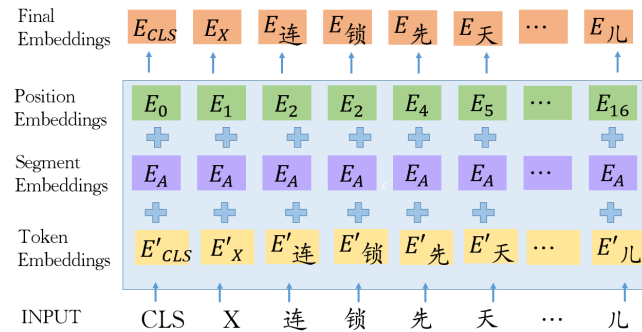 Final Embeddings E_CLS E_X E_连 E_锁 E_先 E_天 ... E_儿
Position Embeddings E_0 E_1 E_2 E_2 E_4 E_5 ... E_16
Segment Embeddings E_A E_A E_A E_A E_A E_A ... E_A
c
Token Embeddings E'_CLS E'_X E'_连 E'_锁 E'_先 E'_天 ... E'_儿
INPUT CLS X 连 锁 先 天 ... 儿